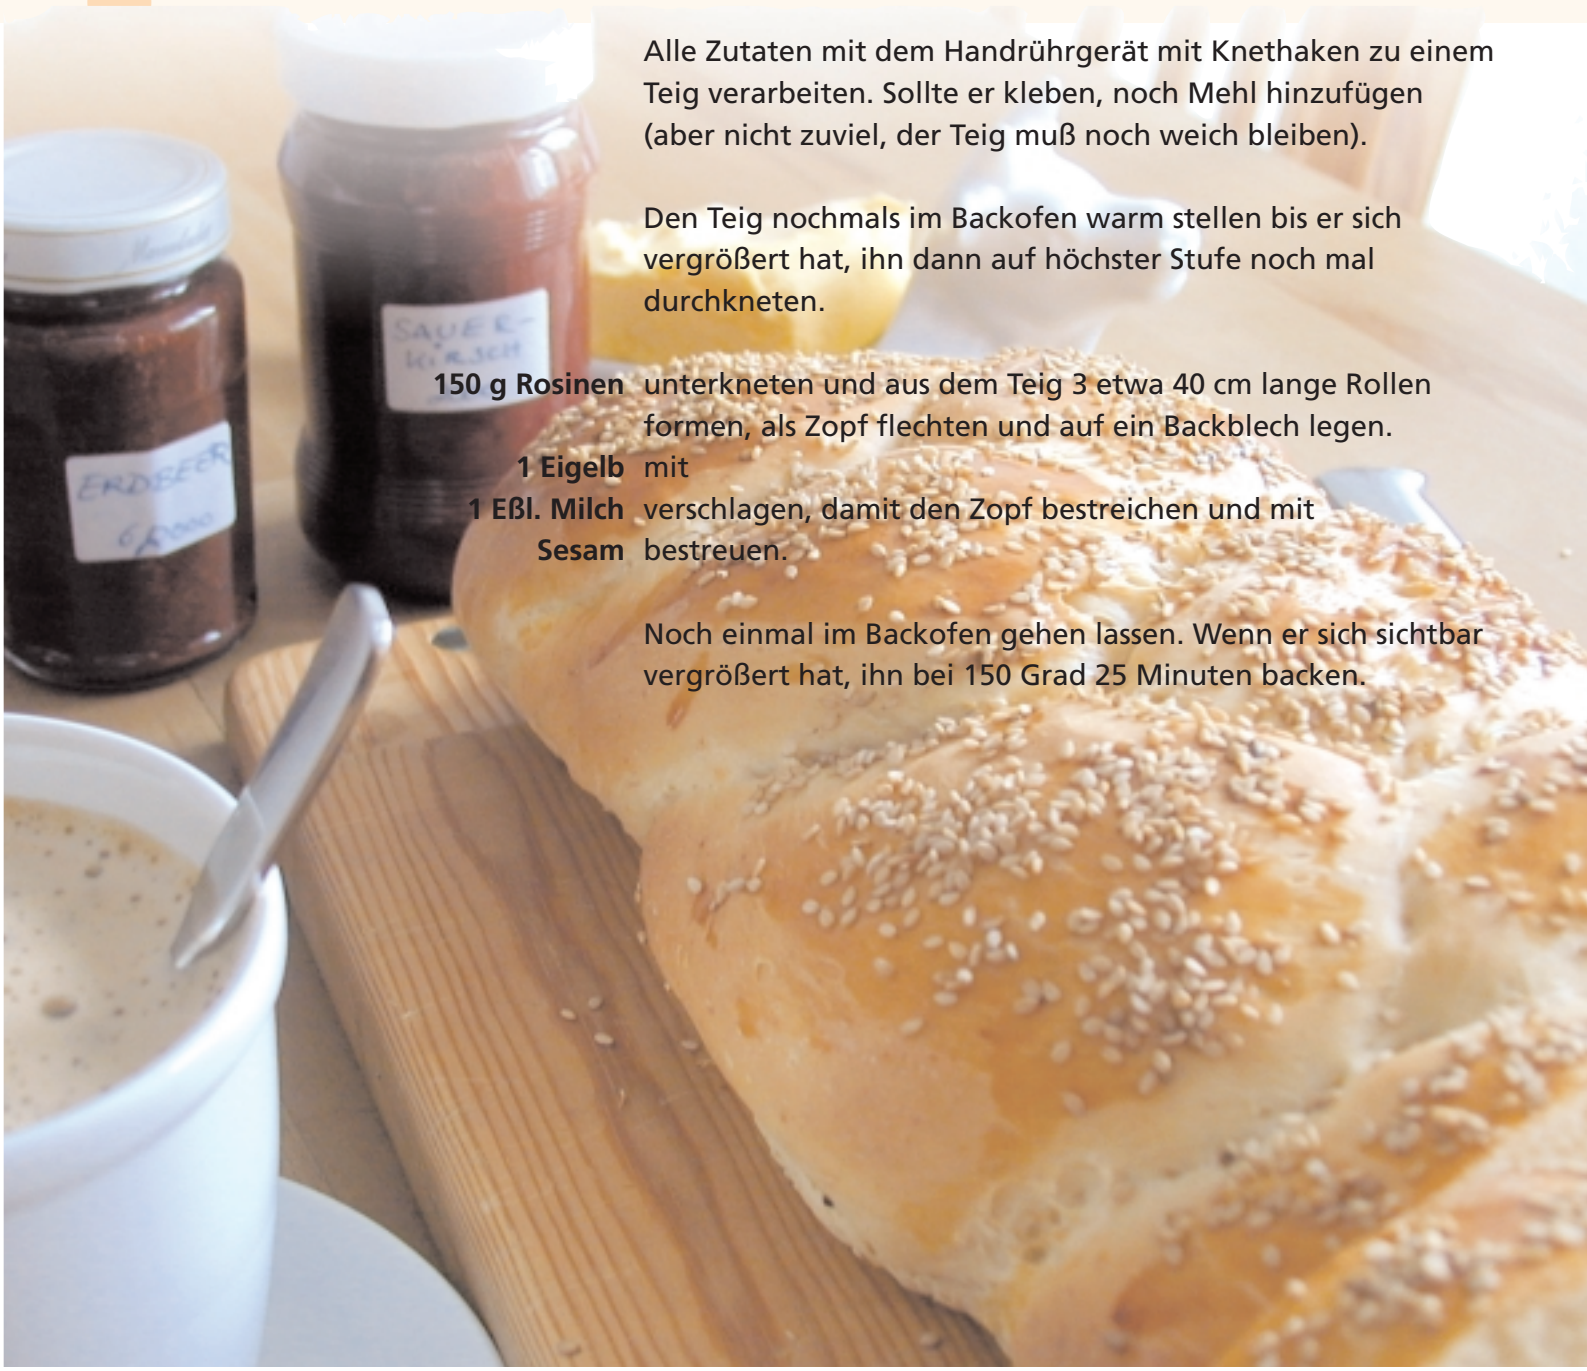 Alle Zutaten mit dem Handrührgerät mit Knethaken zu einem
Teig verarbeiten. Sollte er kleben, noch Mehl hinzufügen
(aber nicht zuviel, der Teig muß noch weich bleiben).
Den Teig nochmals im Backofen warm stellen bis er sich
vergrößert hat, ihn dann auf höchster Stufe noch mal
durchkneten.
150 g Rosinen unterkneten und aus dem Teig 3 etwa 40 cm lange Rollen
formen, als Zopf flechten und auf ein Backblech legen.
1 Eigelb mit
1 Eßl. Milch verschlagen, damit den Zopf bestreichen und mit
Sesam bestreuen.
Noch einmal im Backofen gehen lassen. Wenn er sich sichtbar
vergrößert hat, ihn bei 150 Grad 25 Minuten backen.
SAUER-
KIRSCH
ERDBEER